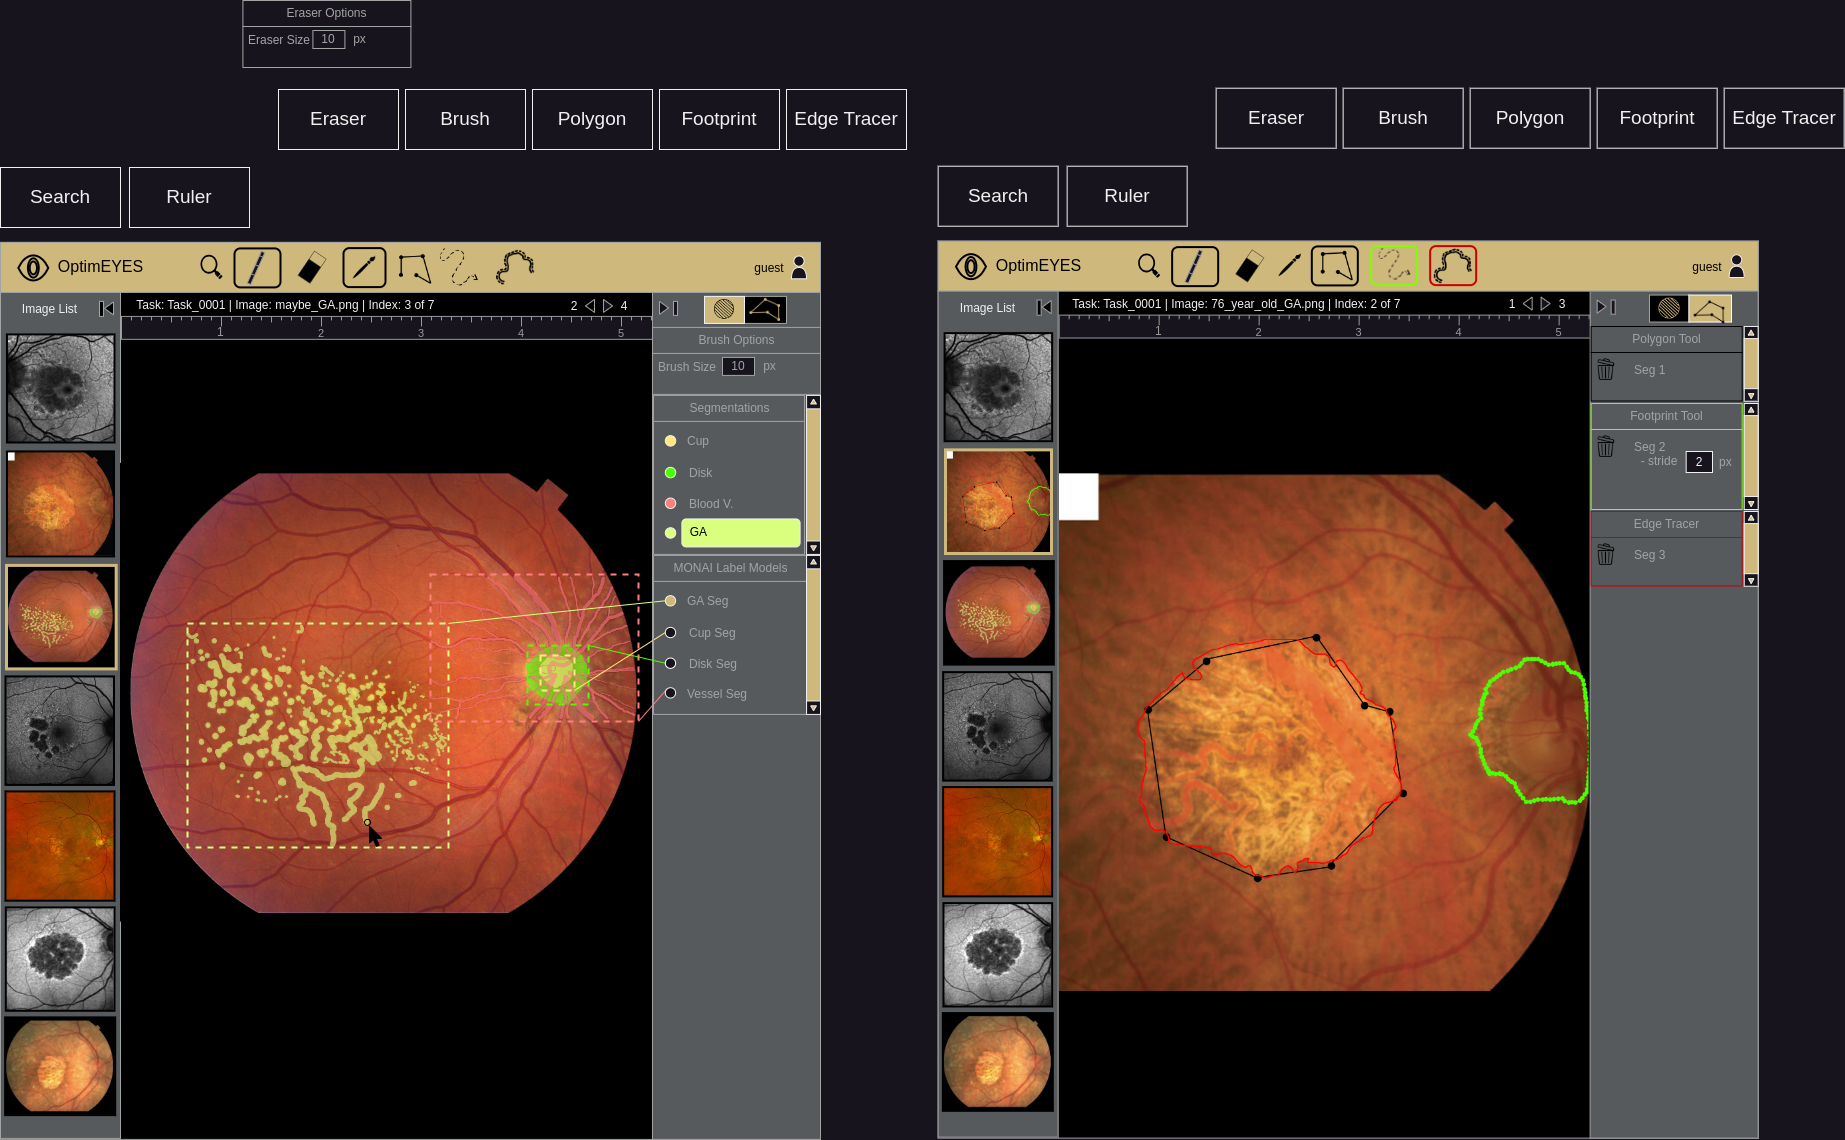 Eraser Options
Eraser Size 10 px
Eraser Brush Polygon Footprint Edge Tracer
Search Ruler
OptimEYES
guest
Image List
Task: Task_0001 | Image: maybe_GA.png | Index: 3 of 7
2 4
1 2 3 4 5
Brush Options
Brush Size 10 px
Segmentations
Cup
Disk
Blood V.
GA
MONAI Label Models
GA Seg
Cup Seg
Disk Seg
Vessel Seg
Eraser Brush Polygon Footprint Edge Tracer
Search Ruler
OptimEYES
guest
Image List
Task: Task_0001 | Image: 76_year_old_GA.png | Index: 2 of 7
1 3
1 2 3 4 5
Polygon Tool
Seg 1
Footprint Tool
Seg 2
- stride 2 px
Edge Tracer
Seg 3